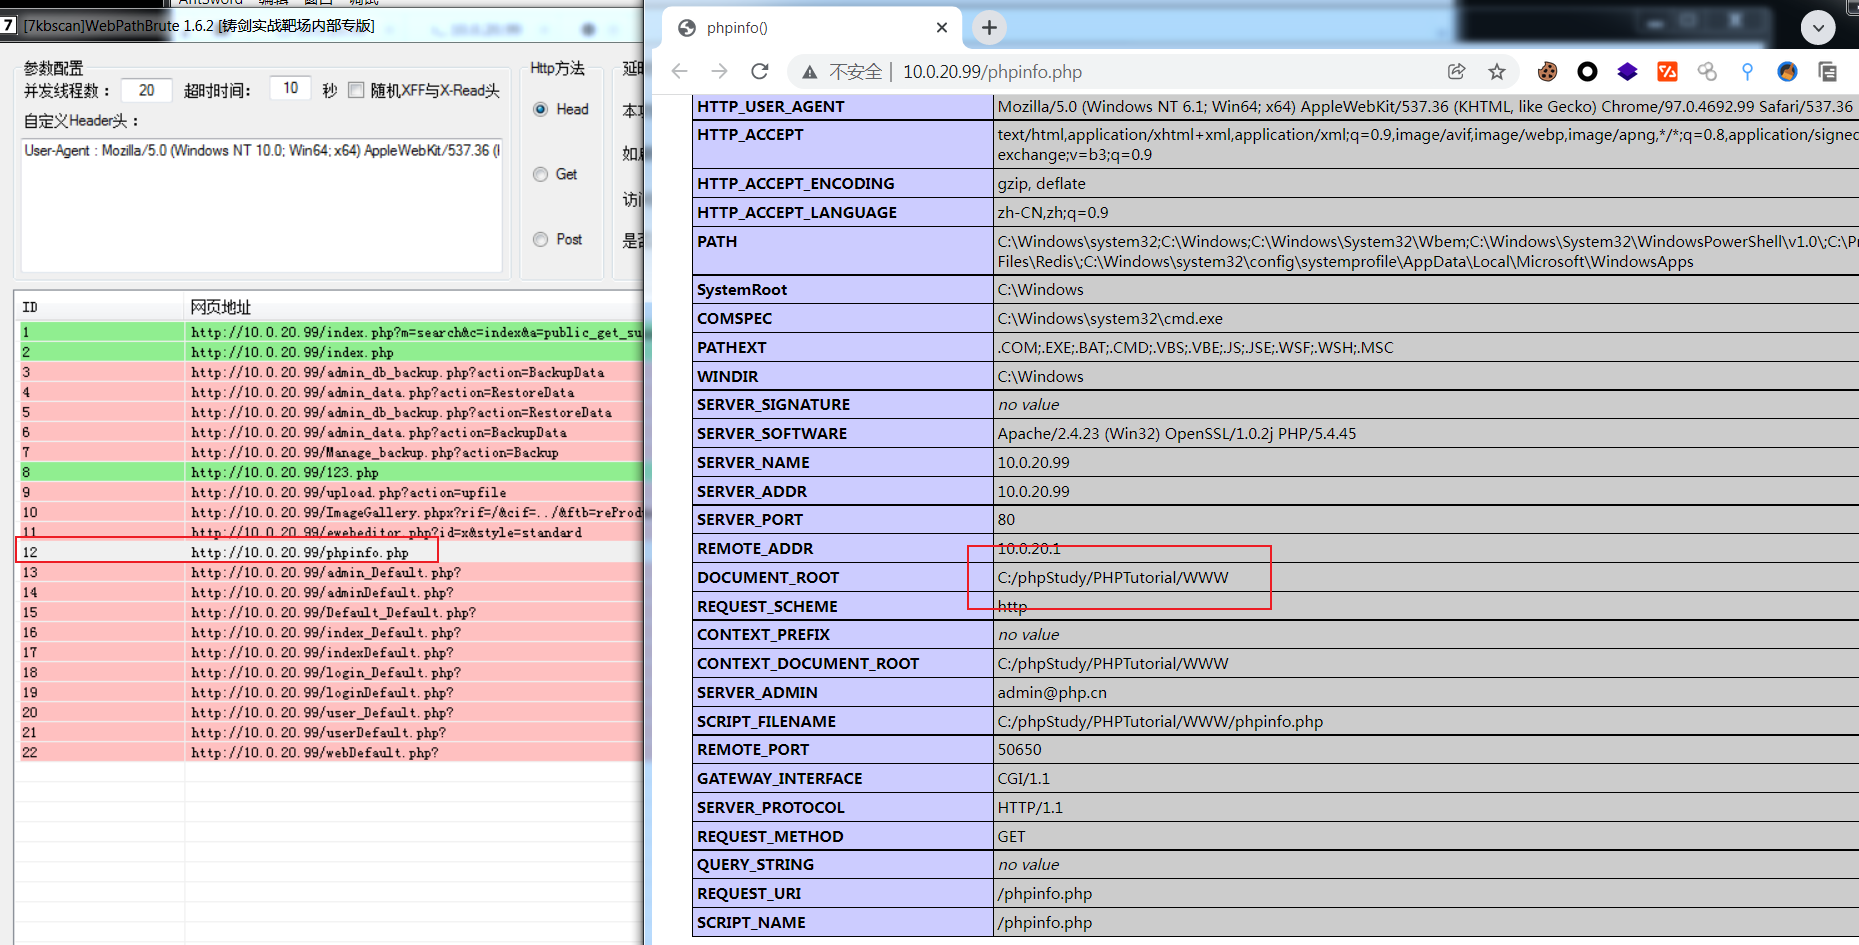 AntSword 编辑 窗口 调试
7 [7kbscan]WebPathBrute 1.6.2 [铸剑实战靶场内部专版]
参数配置
并发线程数： 20 超时时间： 10 秒 随机XFF与X-Read头
自定义Header头：
User-Agent : Mozilla/5.0 (Windows NT 10.0; Win64; x64) AppleWebKit/537.36 (
Http方法
Head
Get
Post
延
本
如
访
是
ID 网页地址
1 http://10.0.20.99/index.php?m=search&c=index&a=public_get_su
2 http://10.0.20.99/index.php
3 http://10.0.20.99/admin_db_backup.php?action=BackupData
4 http://10.0.20.99/admin_data.php?action=RestoreData
5 http://10.0.20.99/admin_db_backup.php?action=RestoreData
6 http://10.0.20.99/admin_data.php?action=BackupData
7 http://10.0.20.99/Manage_backup.php?action=Backup
8 http://10.0.20.99/123.php
9 http://10.0.20.99/upload.php?action=upfile
10 http://10.0.20.99/ImageGallery.phpx?rif=/&cif=../&ftb=reProd
11 http://10.0.20.99/ewebeditor.php?id=x&style=standard
12 http://10.0.20.99/phpinfo.php
13 http://10.0.20.99/admin_Default.php?
14 http://10.0.20.99/adminDefault.php?
15 http://10.0.20.99/Default_Default.php?
16 http://10.0.20.99/index_Default.php?
17 http://10.0.20.99/indexDefault.php?
18 http://10.0.20.99/login_Default.php?
19 http://10.0.20.99/loginDefault.php?
20 http://10.0.20.99/user_Default.php?
21 http://10.0.20.99/userDefault.php?
22 http://10.0.20.99/webDefault.php?
phpinfo()
不安全 | 10.0.20.99/phpinfo.php
HTTP_USER_AGENT Mozilla/5.0 (Windows NT 6.1; Win64; x64) AppleWebKit/537.36 (KHTML, like Gecko) Chrome/97.0.4692.99 Safari/537.36
HTTP_ACCEPT text/html,application/xhtml+xml,application/xml;q=0.9,image/avif,image/webp,image/apng,*/*;q=0.8,application/signed
exchange;v=b3;q=0.9
HTTP_ACCEPT_ENCODING gzip, deflate
HTTP_ACCEPT_LANGUAGE zh-CN,zh;q=0.9
PATH C:\Windows\system32;C:\Windows;C:\Windows\System32\Wbem;C:\Windows\System32\WindowsPowerShell\v1.0\;C:\Pr
Files\Redis\;C:\Windows\system32\config\systemprofile\AppData\Local\Microsoft\WindowsApps
SystemRoot C:\Windows
COMSPEC C:\Windows\system32\cmd.exe
PATHEXT .COM;.EXE;.BAT;.CMD;.VBS;.VBE;.JS;.JSE;.WSF;.WSH;.MSC
WINDIR C:\Windows
SERVER_SIGNATURE no value
SERVER_SOFTWARE Apache/2.4.23 (Win32) OpenSSL/1.0.2j PHP/5.4.45
SERVER_NAME 10.0.20.99
SERVER_ADDR 10.0.20.99
SERVER_PORT 80
REMOTE_ADDR 10.0.20.1
DOCUMENT_ROOT C:/phpStudy/PHPTutorial/WWW
REQUEST_SCHEME http
CONTEXT_PREFIX no value
CONTEXT_DOCUMENT_ROOT C:/phpStudy/PHPTutorial/WWW
SERVER_ADMIN admin@php.cn
SCRIPT_FILENAME C:/phpStudy/PHPTutorial/WWW/phpinfo.php
REMOTE_PORT 50650
GATEWAY_INTERFACE CGI/1.1
SERVER_PROTOCOL HTTP/1.1
REQUEST_METHOD GET
QUERY_STRING no value
REQUEST_URI /phpinfo.php
SCRIPT_NAME /phpinfo.php